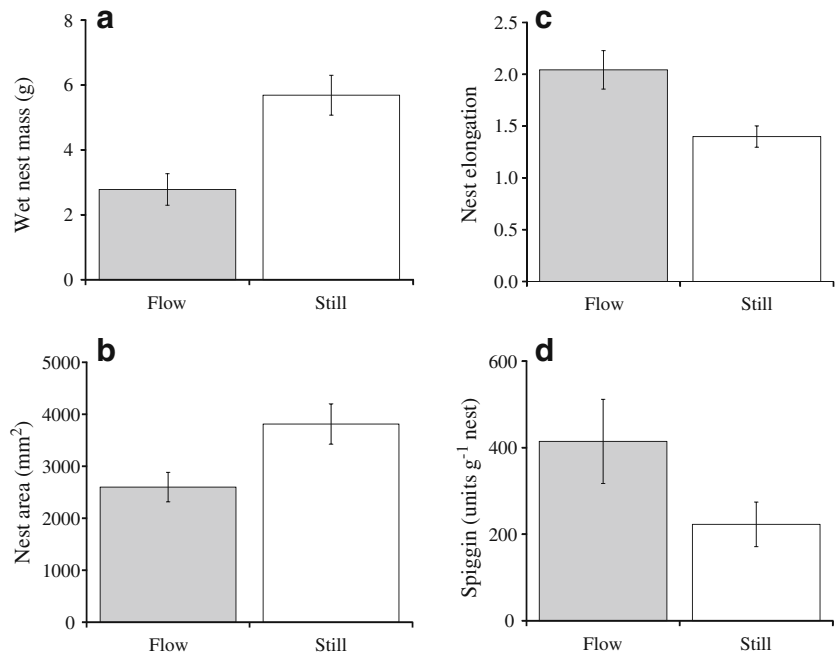 a
Wet nest mass (g)
8
6
4
2
0
Flow Still
b
Nest area (mm²)
5000
4000
3000
2000
1000
0
Flow Still
c
Nest elongation
2.5
2.0
1.5
1.0
0.5
0.0
Flow Still
d
Spiggin (units g⁻¹ nest)
600
400
200
0
Flow Still